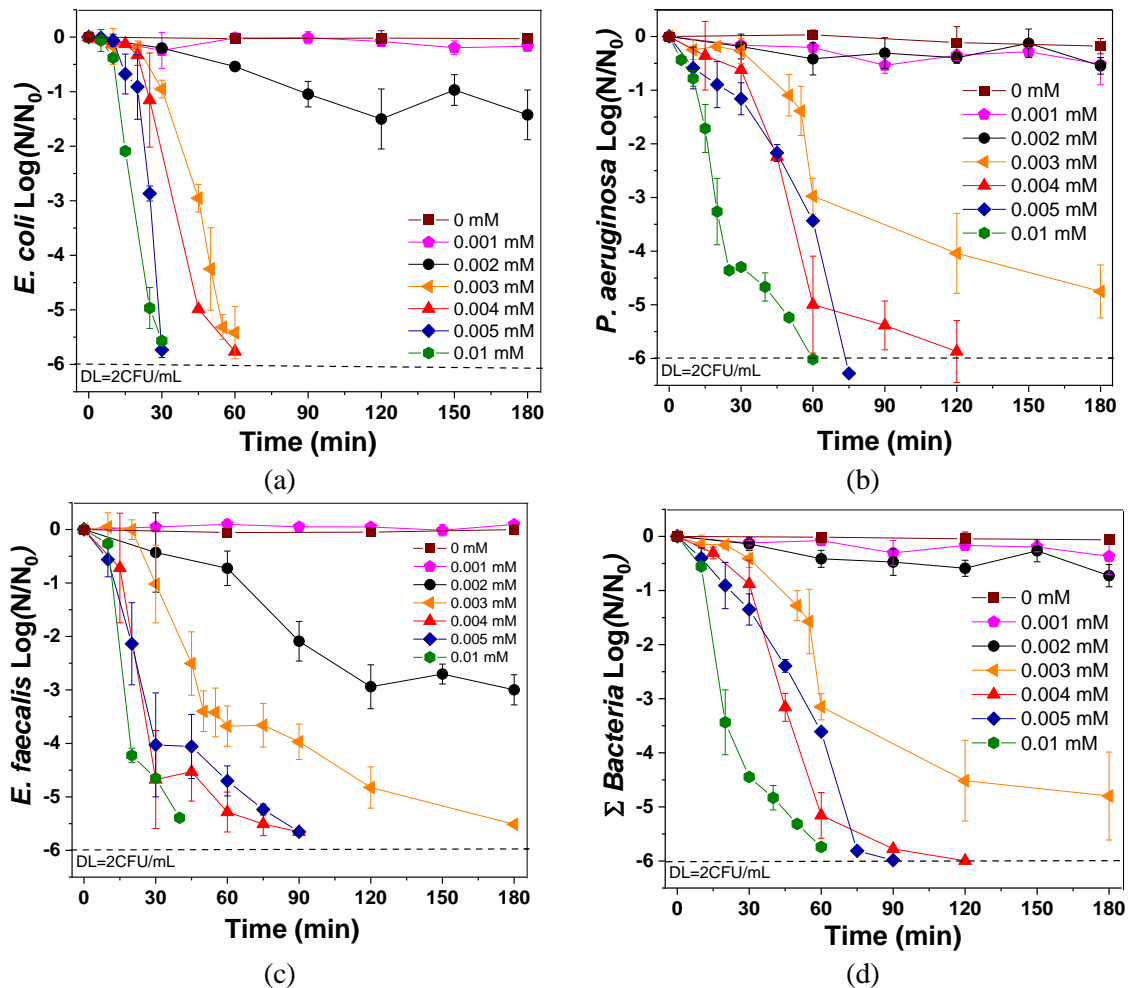 E. coli Log(N/N0)
0
-1
-2
-3
-4
-5
-6
0 mM
0.001 mM
0.002 mM
0.003 mM
0.004 mM
0.005 mM
0.01 mM
DL=2CFU/mL
0 30 60 90 120 150 180
Time (min)
(a)
P. aeruginosa Log(N/N0)
0
-1
-2
-3
-4
-5
-6
0 mM
0.001 mM
0.002 mM
0.003 mM
0.004 mM
0.005 mM
0.01 mM
DL=2CFU/mL
0 30 60 90 120 150 180
Time (min)
(b)
E. faecalis Log(N/N0)
0
-1
-2
-3
-4
-5
-6
0 mM
0.001 mM
0.002 mM
0.003 mM
0.004 mM
0.005 mM
0.01 mM
DL=2CFU/mL
0 30 60 90 120 150 180
Time (min)
(c)
Σ Bacteria Log(N/N0)
0
-1
-2
-3
-4
-5
-6
0 mM
0.001 mM
0.002 mM
0.003 mM
0.004 mM
0.005 mM
0.01 mM
DL=2CFU/mL
0 30 60 90 120 150 180
Time (min)
(d)